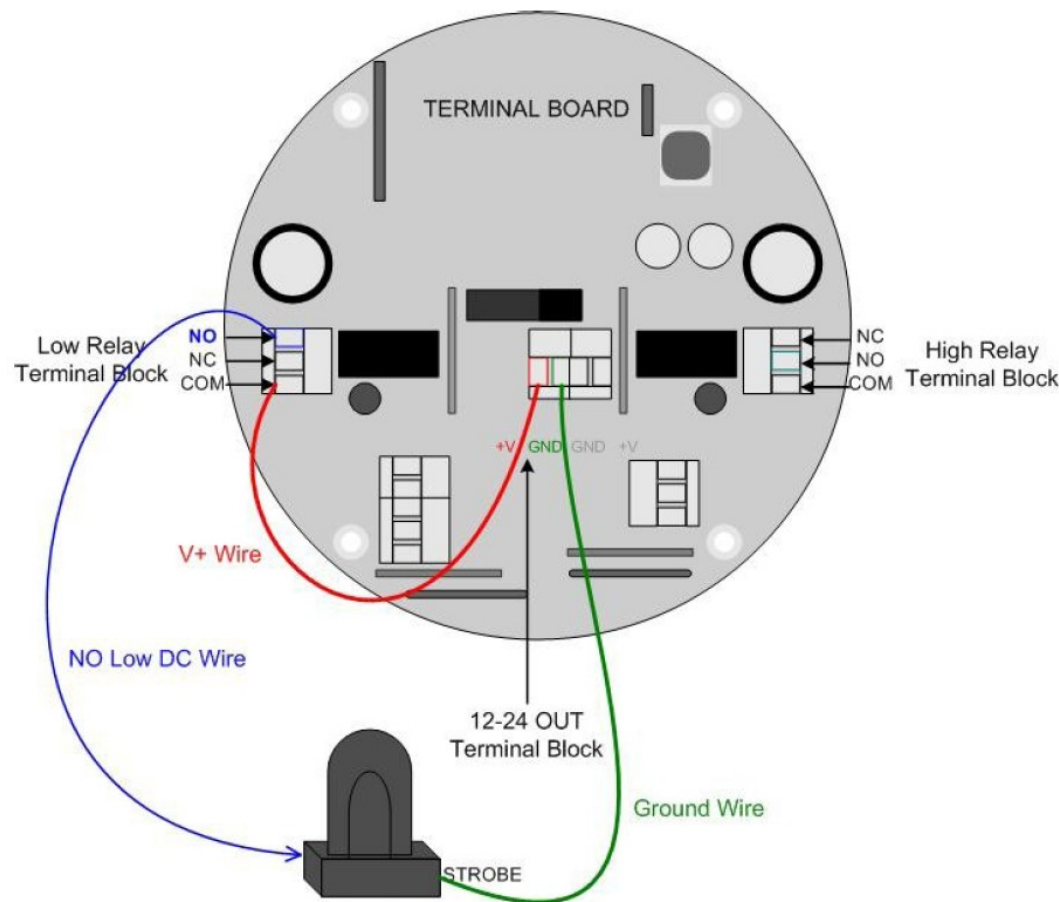 TERMINAL BOARD
Low Relay
Terminal Block
NO
NC
COM
NC
NO
COM
High Relay
Terminal Block
+V GND GND +V
V+ Wire
NO Low DC Wire
12-24 OUT
Terminal Block
Ground Wire
STROBE